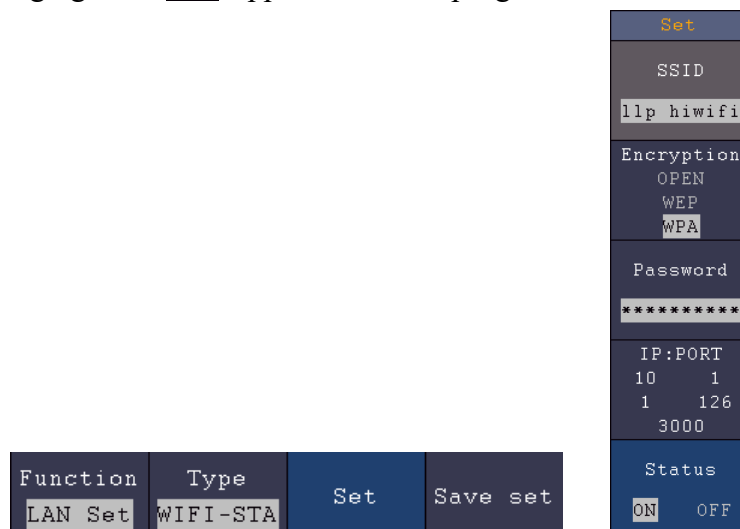 Set
SSID
llp hiwifi
Encryption
OPEN
WEP
WPA
Password
**********
IP:PORT
10 1
1 126
3000
Status
ON OFF
Function Type Set Save set
LAN Set WIFI-STA